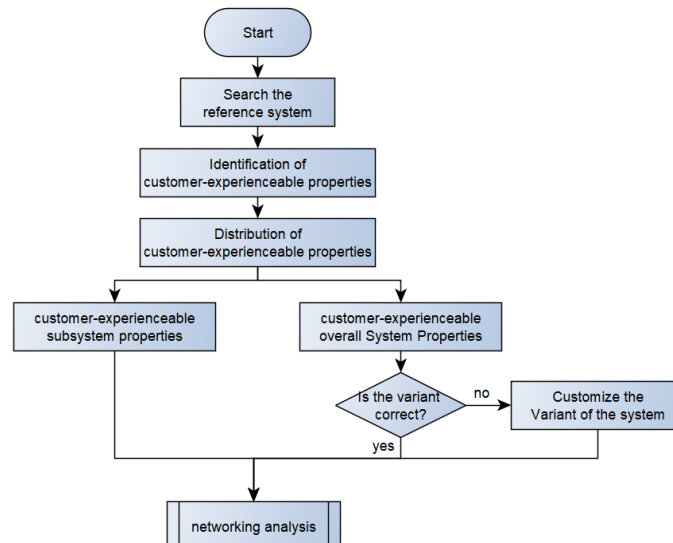 Start
Search the
reference system
Identification of
customer-experienceable properties
Distribution of
customer-experienceable properties
customer-experienceable
subsystem properties
customer-experienceable
overall System Properties
Is the variant
correct?
no
Customize the
Variant of the system
yes
networking analysis